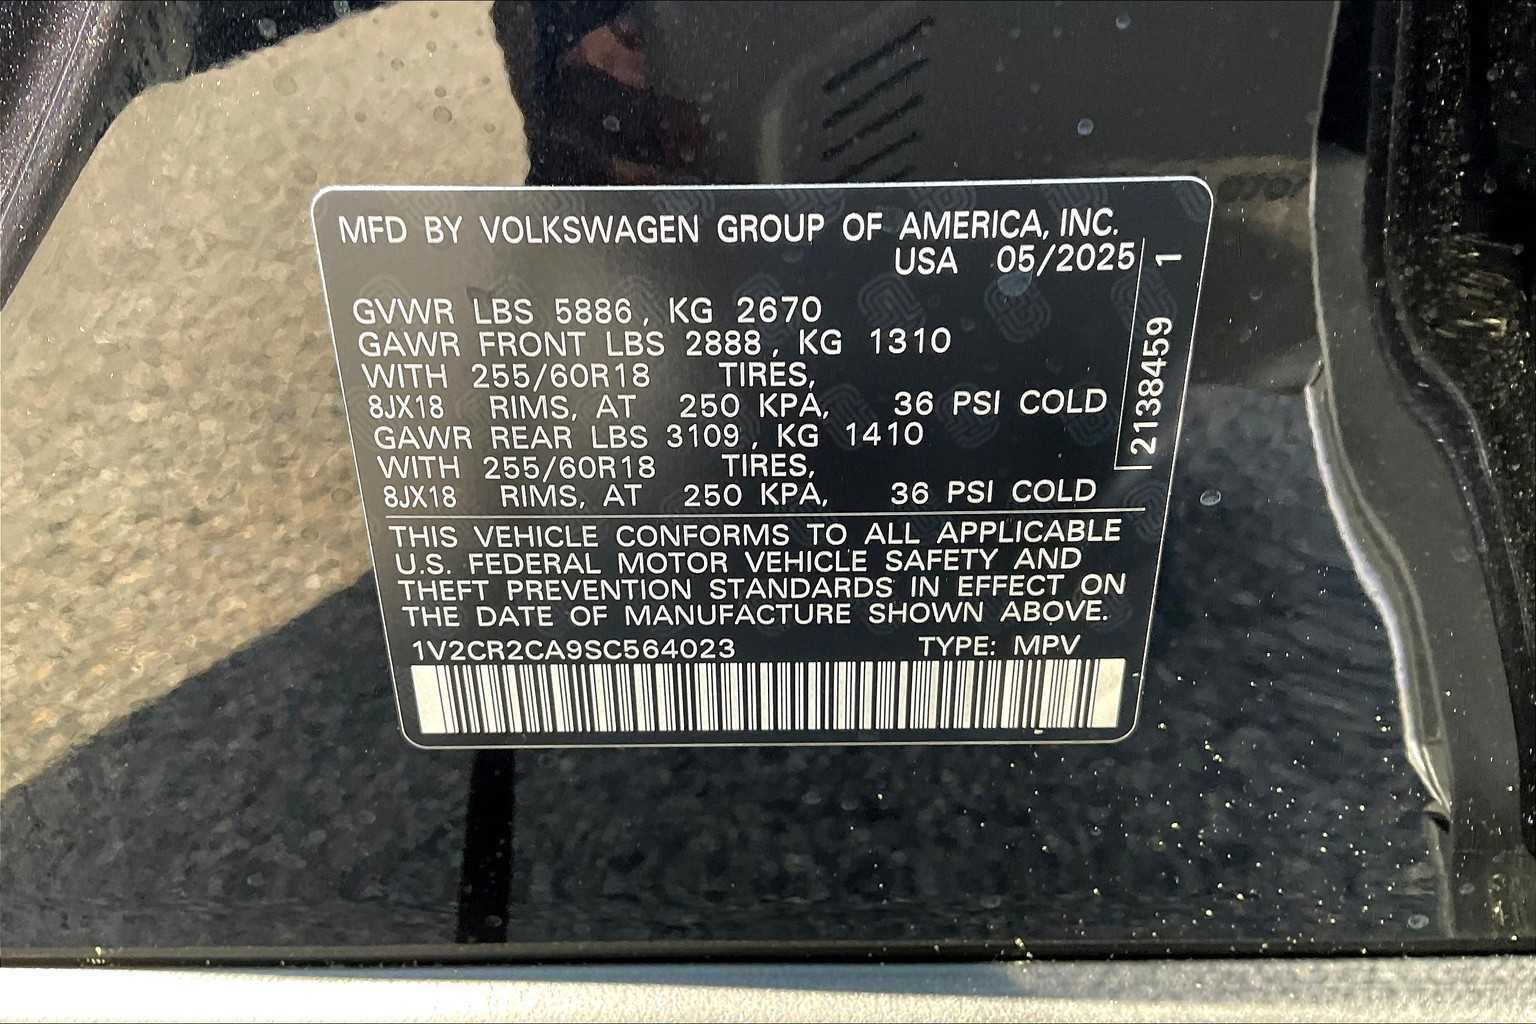 MFD BY VOLKSWAGEN GROUP OF AMERICA, INC.
USA 05/2025
GVWR LBS 5886, KG 2670
GAWR FRONT LBS 2888, KG 1310
WITH 255/60R18 TIRES,
8JX18 RIMS, AT 250 KPA, 36 PSI COLD
GAWR REAR LBS 3109, KG 1410
WITH 255/60R18 TIRES,
8JX18 RIMS, AT 250 KPA, 36 PSI COLD
2138459 1
THIS VEHICLE CONFORMS TO ALL APPLICABLE
U.S. FEDERAL MOTOR VEHICLE SAFETY AND
THEFT PREVENTION STANDARDS IN EFFECT ON
THE DATE OF MANUFACTURE SHOWN ABOVE.
1V2CR2CA9SC564023 TYPE: MPV